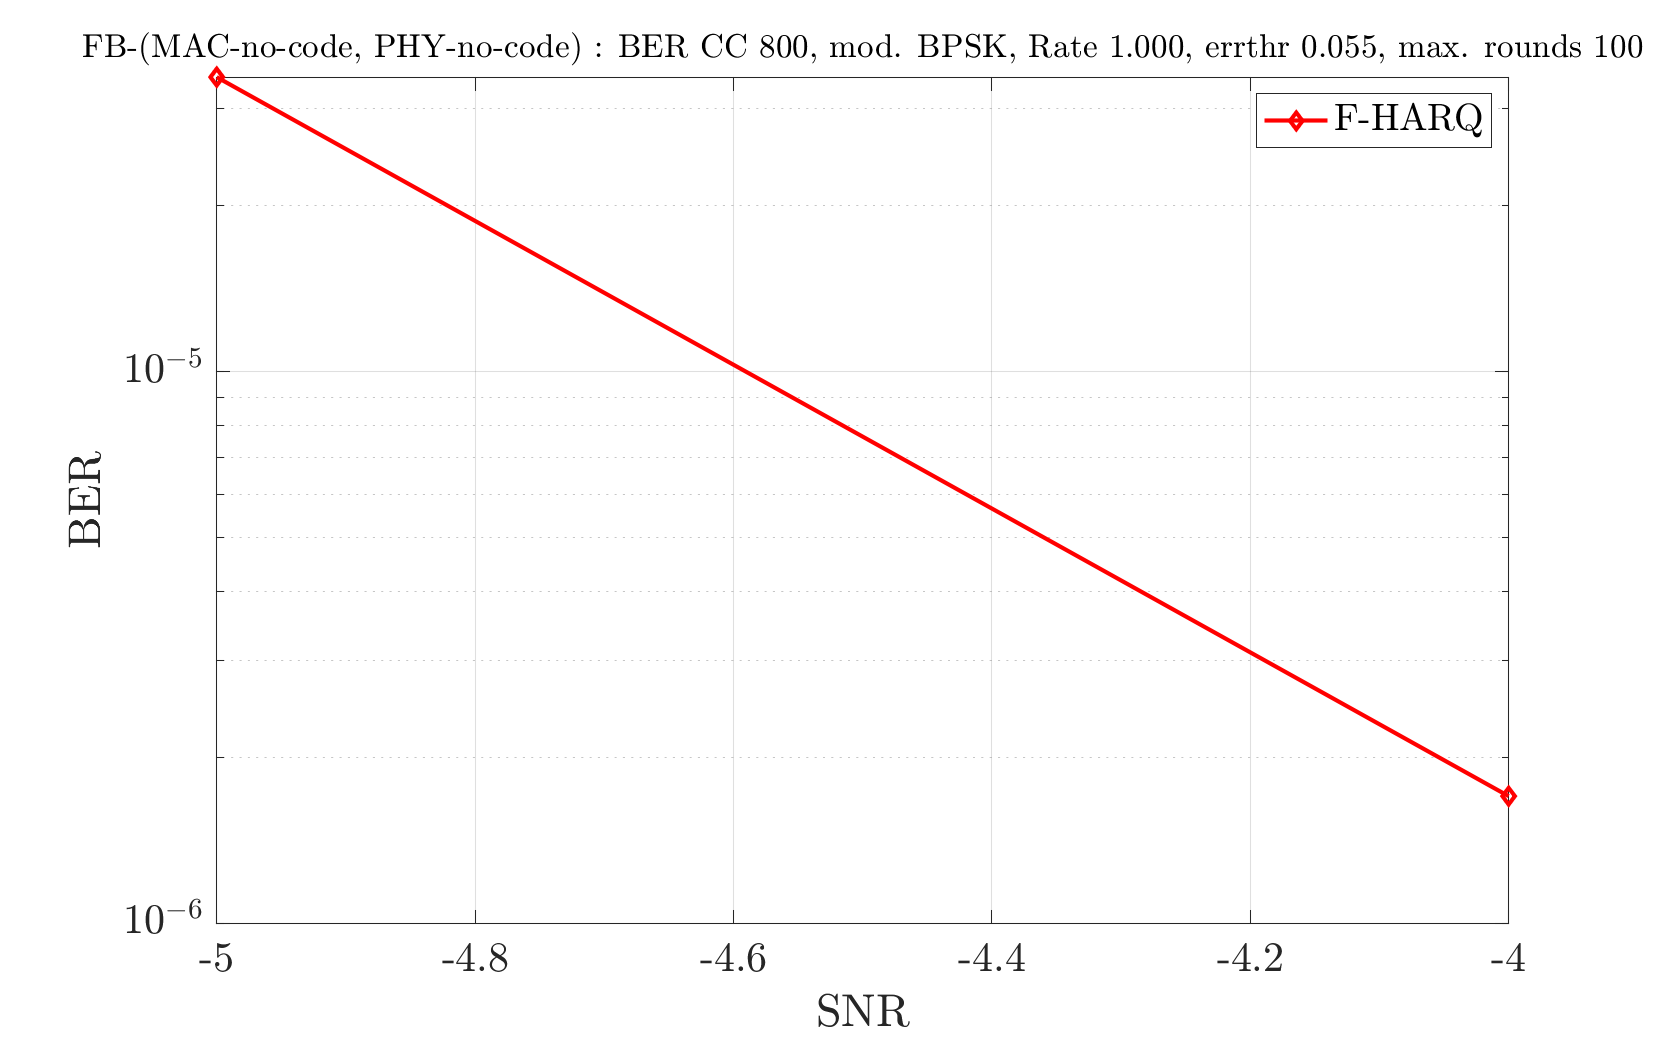 FB-(MAC-no-code, PHY-no-code) : BER CC 800, mod. BPSK, Rate 1.000, errthr 0.055, max. rounds 100
F-HARQ
10⁻⁵
BER
10⁻⁶
-5 -4.8 -4.6 -4.4 -4.2 -4
SNR